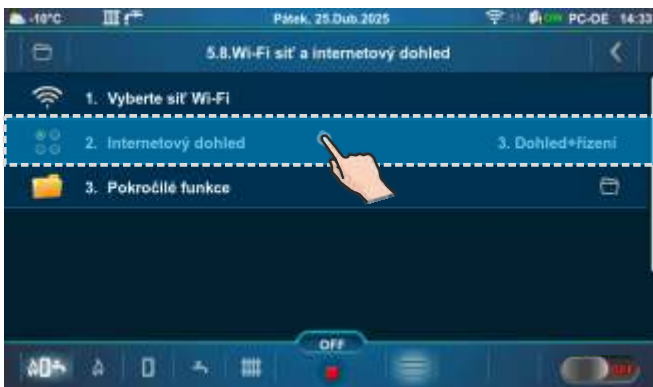 -10°C Pátek, 25.Dub.2025 PC-OE 14:33
5.8.Wi-Fi síť a internetový dohled
1. Vyberte síť Wi-Fi
2. Internetový dohled 3. Dohled+řízení
3. Pokročilé funkce
OFF
OFF